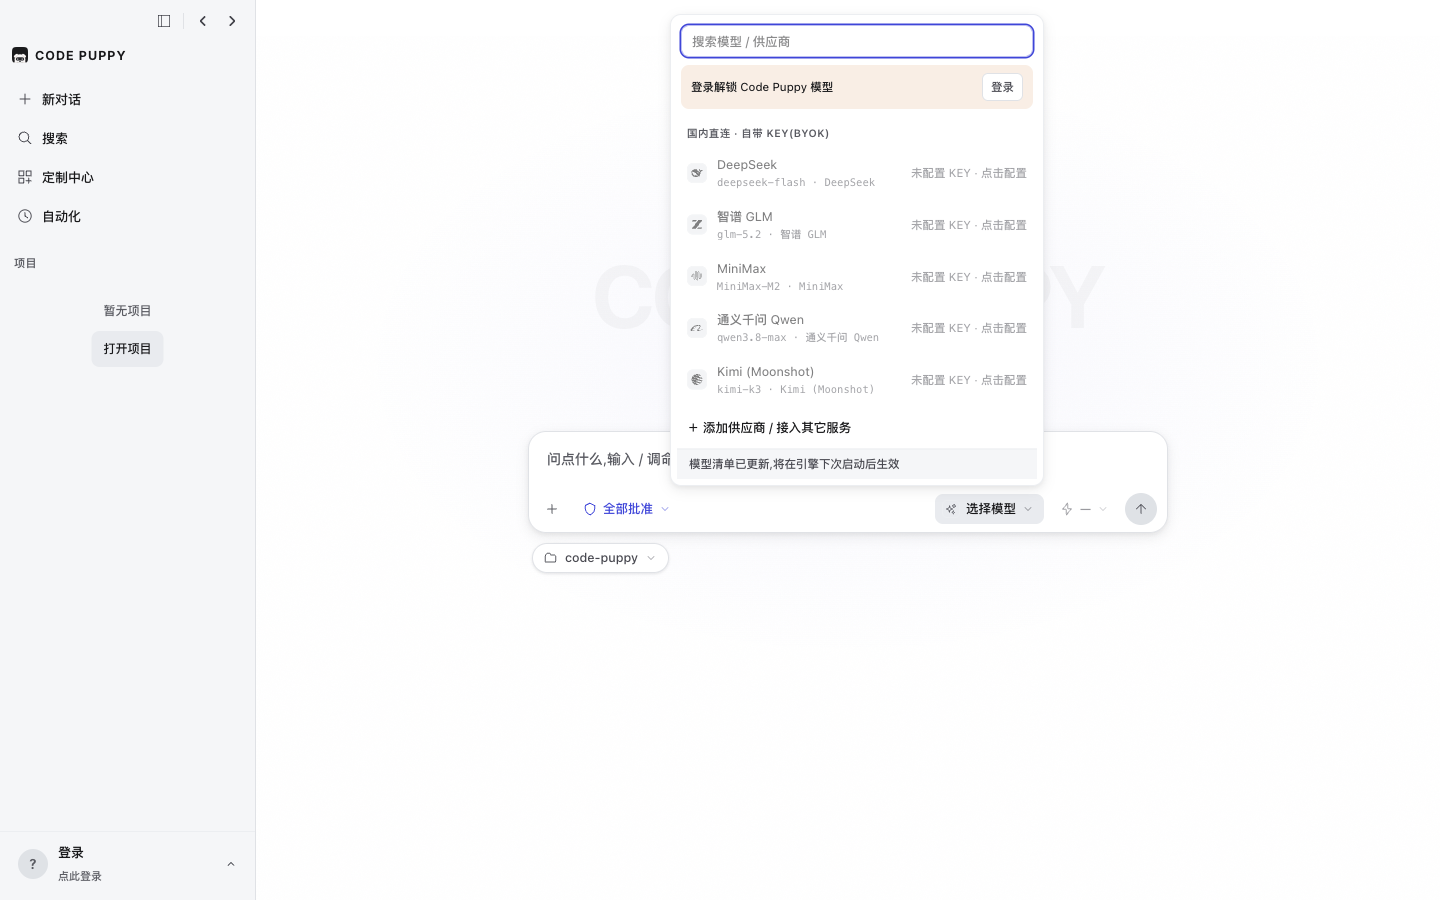 CODE PUPPY
新对话
搜索
定制中心
自动化
项目
暂无项目
打开项目
?
登录
点此登录
搜索模型 / 供应商
登录解锁 Code Puppy 模型
登录
国内直连 · 自带 KEY(BYOK)
DeepSeek
deepseek-flash · DeepSeek
未配置 KEY · 点击配置
智谱 GLM
glm-5.2 · 智谱 GLM
未配置 KEY · 点击配置
MiniMax
MiniMax-M2 · MiniMax
未配置 KEY · 点击配置
通义千问 Qwen
qwen3.8-max · 通义千问 Qwen
未配置 KEY · 点击配置
Kimi (Moonshot)
kimi-k3 · Kimi (Moonshot)
未配置 KEY · 点击配置
+ 添加供应商 / 接入其它服务
模型清单已更新,将在引擎下次启动后生效
问点什么,输入 / 调命
全部批准
选择模型
code-puppy